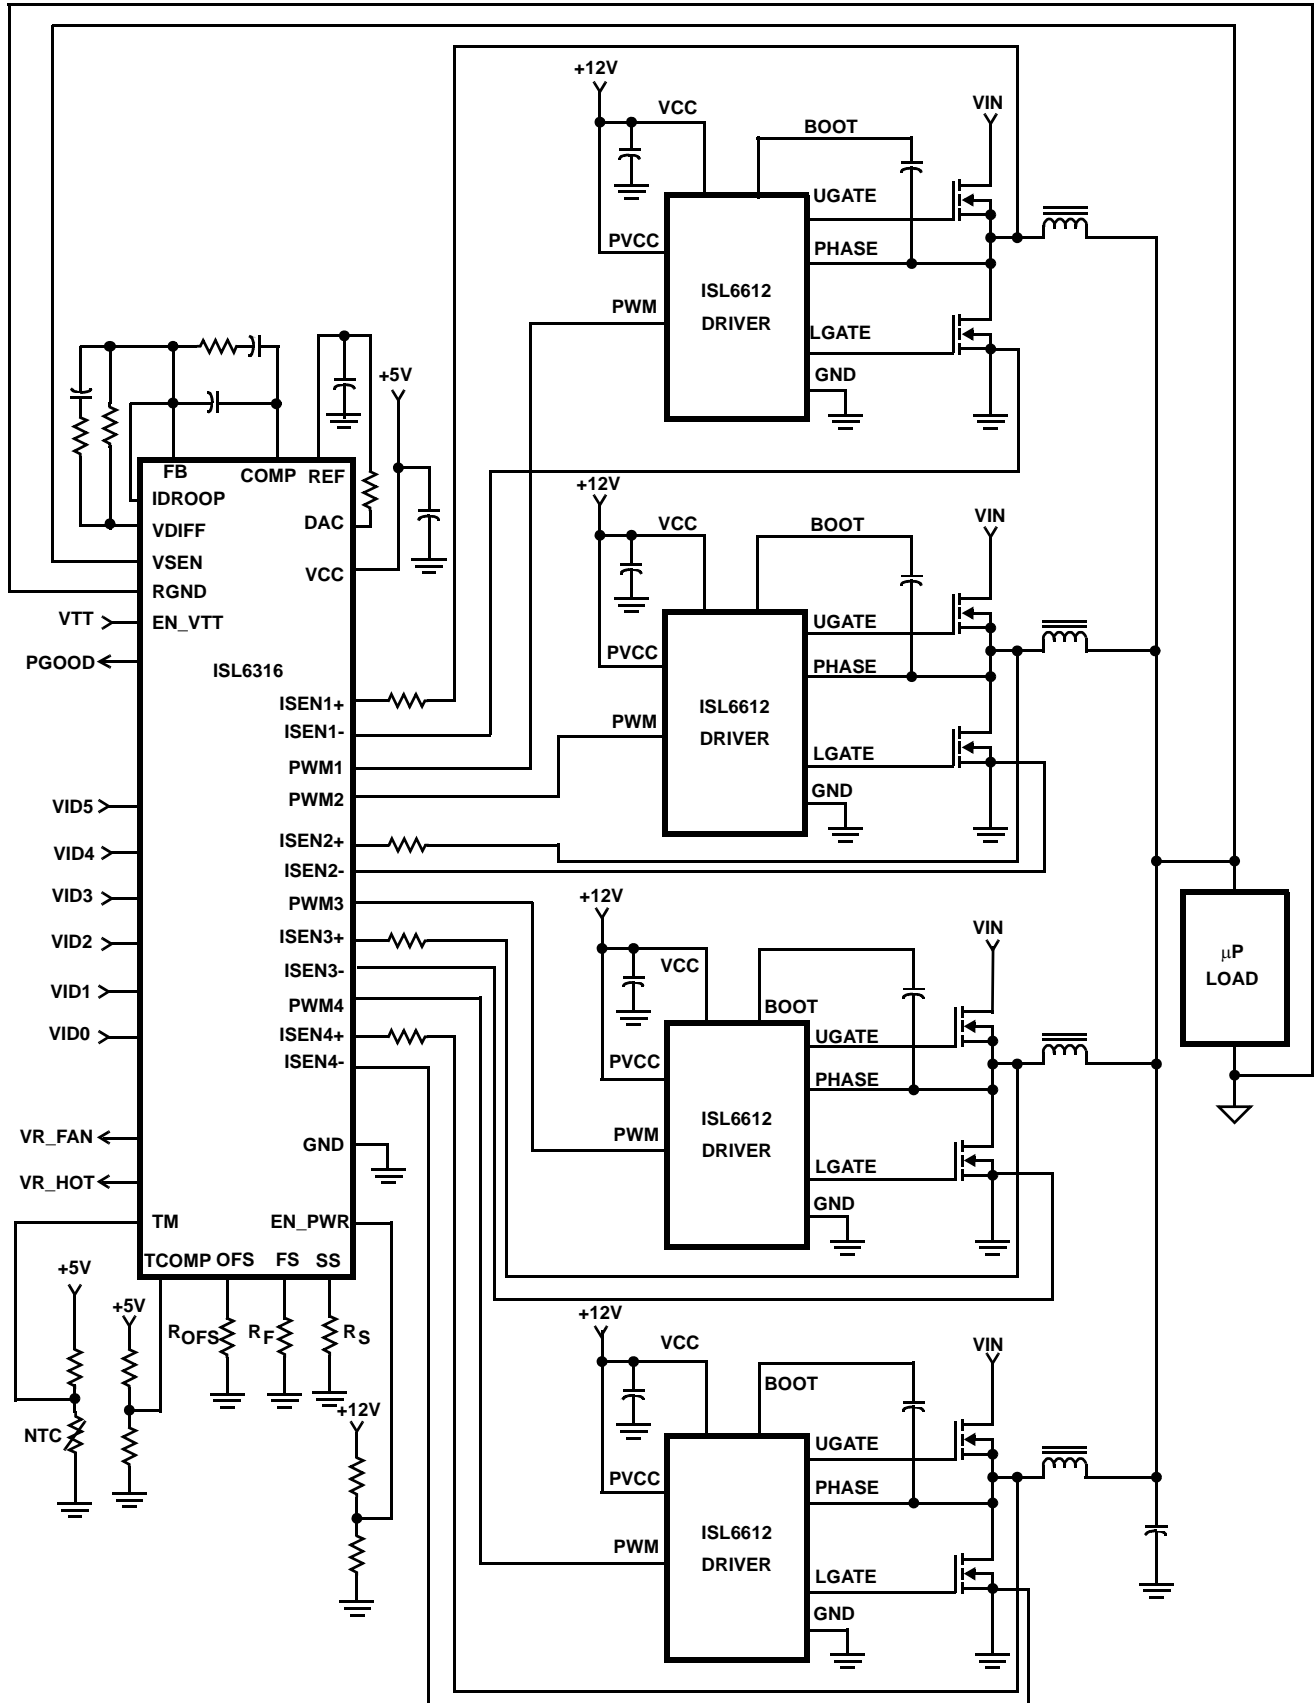 +12V
VCC
BOOT
VIN
UGATE
PVCC
PHASE
ISL6612
DRIVER
PWM
LGATE
GND
+5V
FB
COMP
REF
IDROOP
VDIFF
DAC
VSEN
VCC
RGND
VTT
EN_VTT
PGOOD
ISL6316
ISEN1+
ISEN1-
PWM1
PWM2
VID5
ISEN2+
VID4
ISEN2-
VID3
PWM3
VID2
ISEN3+
ISEN3-
VID1
PWM4
VID0
ISEN4+
ISEN4-
VR_FAN
GND
VR_HOT
TM
EN_PWR
TCOMP
OFS
FS
SS
+5V
+5V
ROFS
RF
RS
NTC
+12V
+12V
VCC
BOOT
VIN
UGATE
PVCC
PHASE
ISL6612
DRIVER
PWM
LGATE
GND
+12V
VCC
BOOT
VIN
UGATE
PVCC
PHASE
ISL6612
DRIVER
PWM
LGATE
GND
μP
LOAD
+12V
VCC
BOOT
VIN
UGATE
PVCC
PHASE
ISL6612
DRIVER
PWM
LGATE
GND